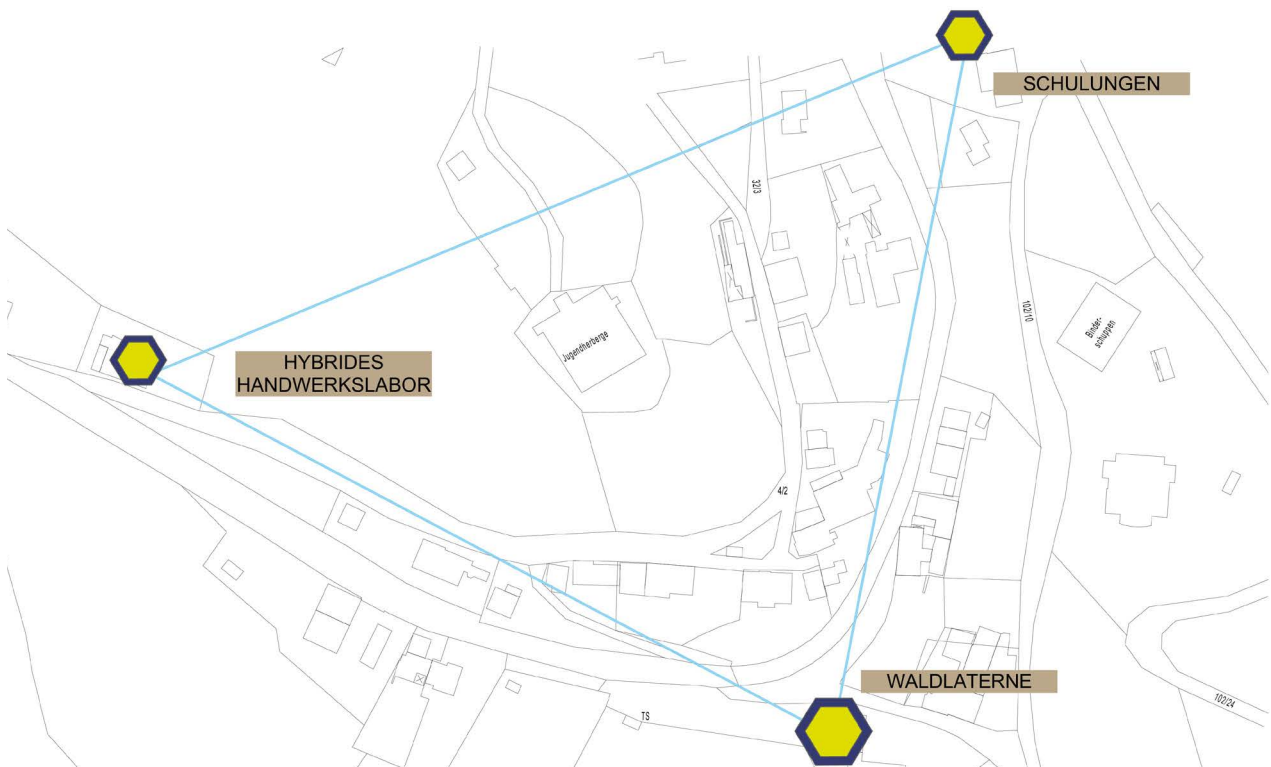 SCHULUNGEN
32/3
102/10
Binder-
schuppen
Jugendherberge
HYBRIDES
HANDWERKSLABOR
4/2
WALDLATERNE
TS
102/24